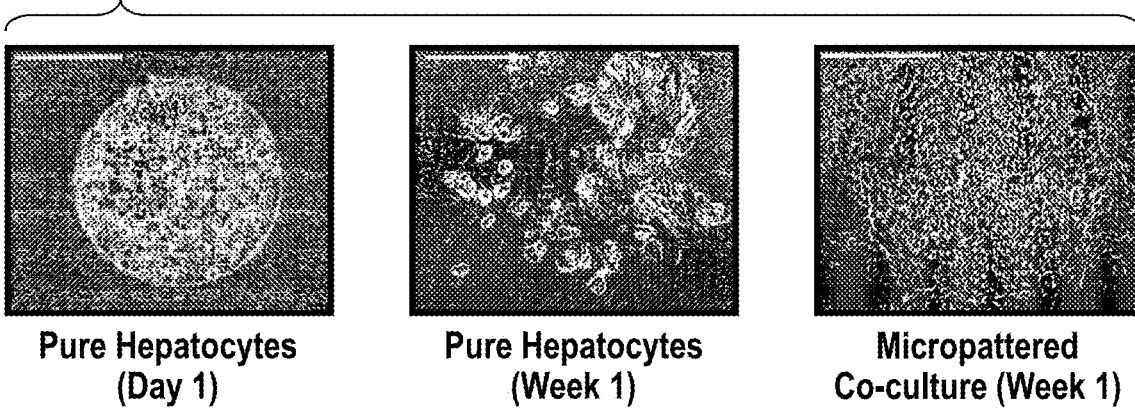 Pure Hepatocytes
(Day 1)
Pure Hepatocytes
(Week 1)
Micropattered
Co-culture (Week 1)